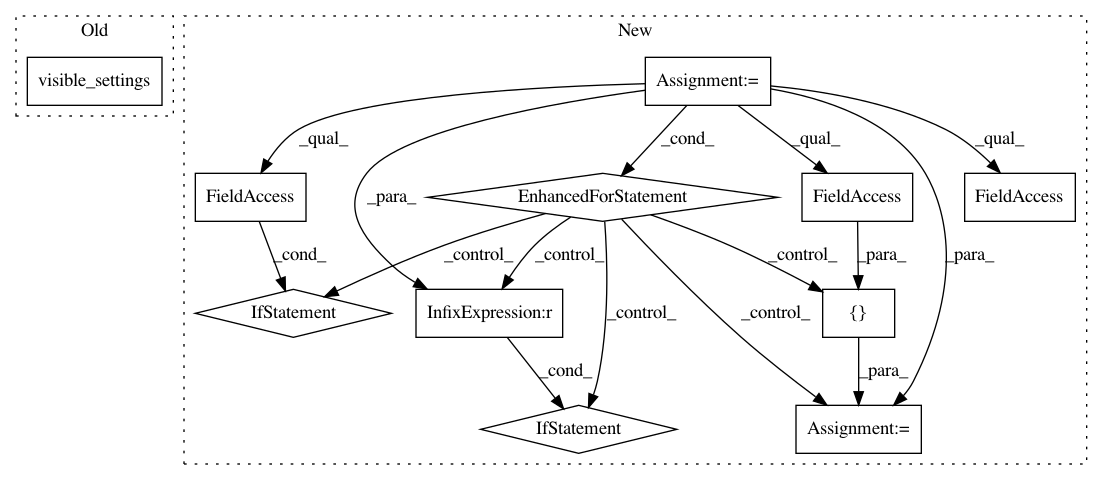 Old
New
visible_settings
Assignment:=
_qual_
_cond_
_qual_
_qual_
FieldAccess
_para_
EnhancedForStatement
FieldAccess
FieldAccess
_cond_
_control_
_control_
_control_
_para_
_para_
IfStatement
InfixExpression:r
_control_
_control_
{}
_cond_
_para_
IfStatement
Assignment:=